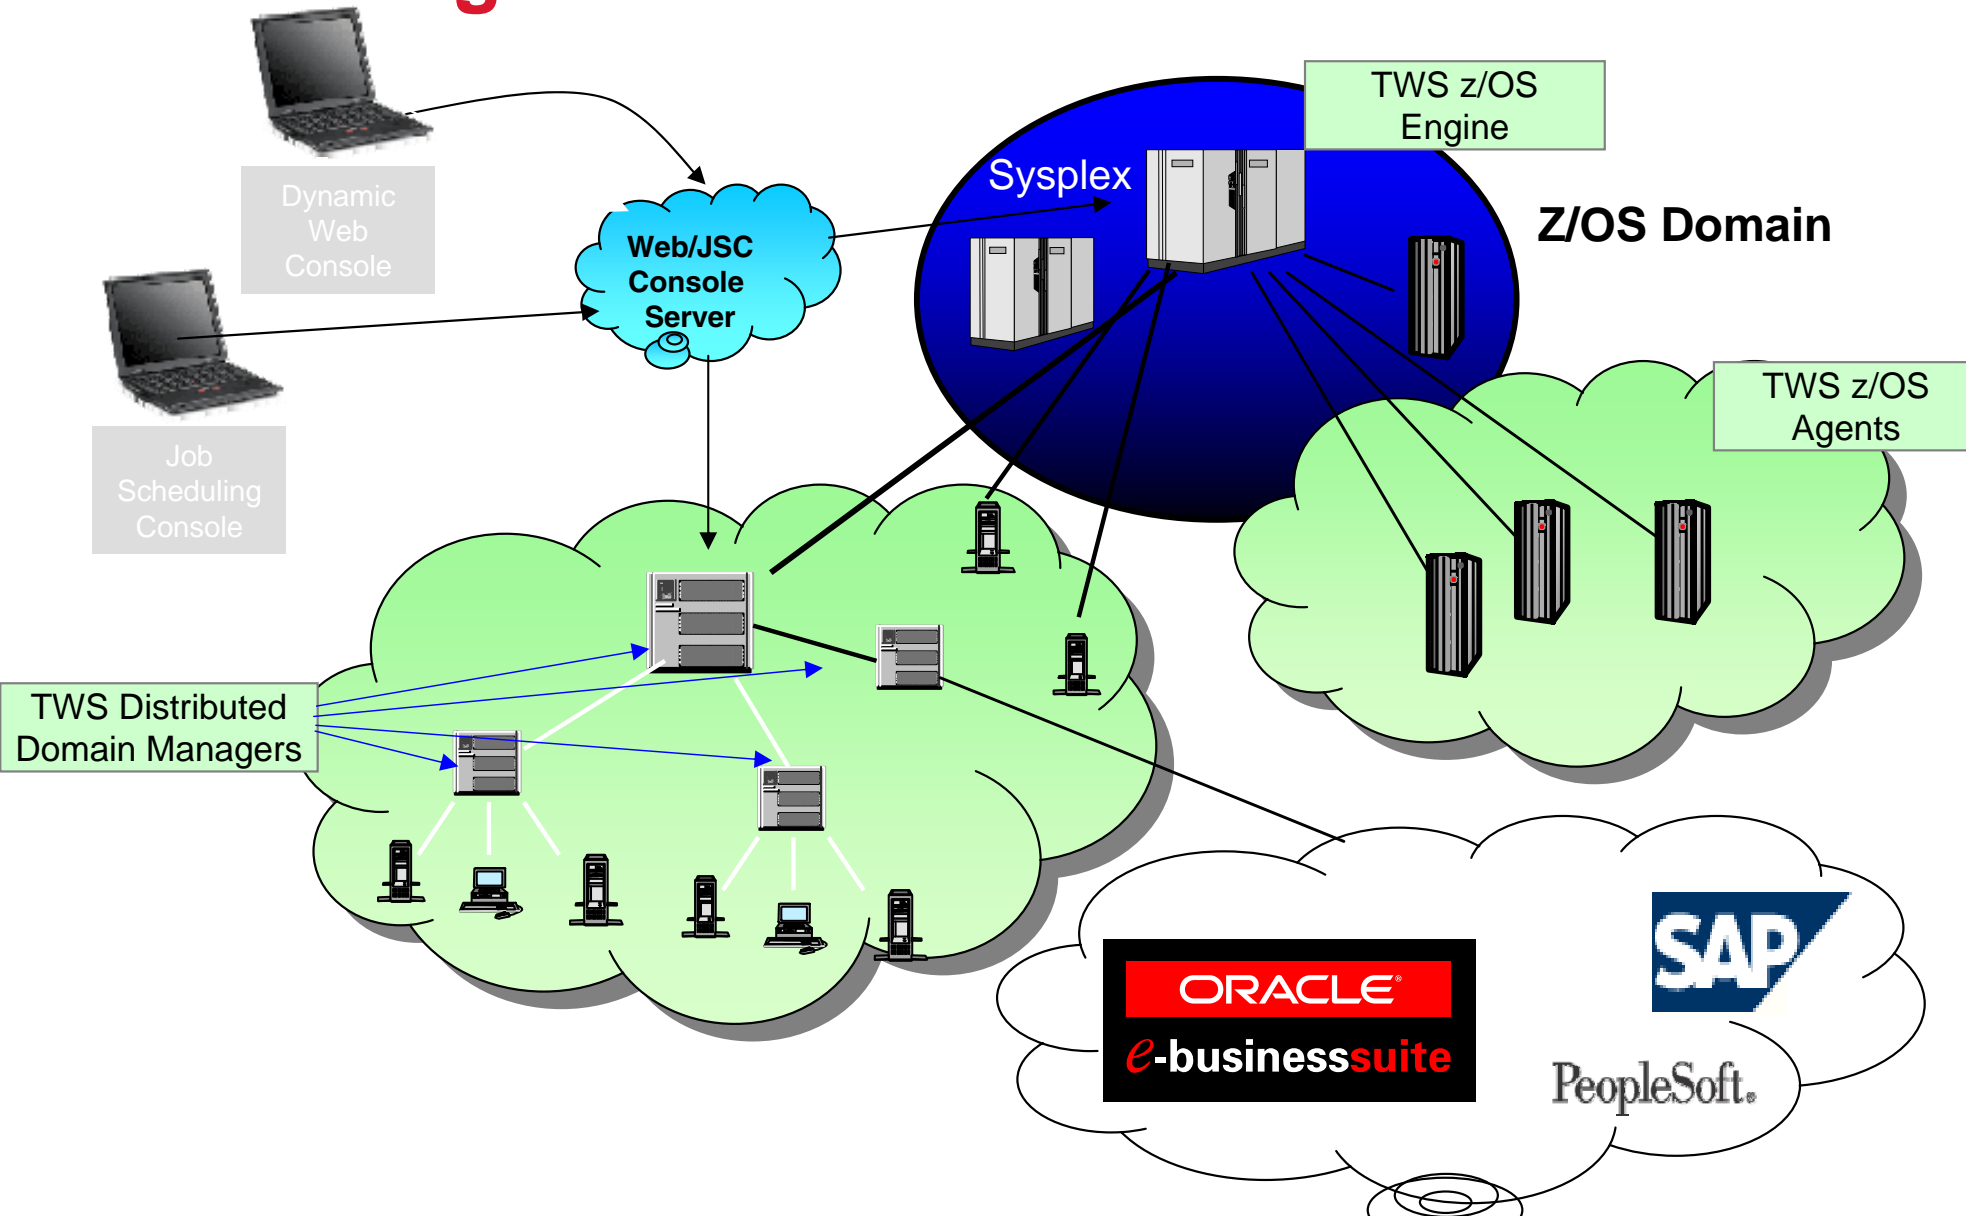 g
TWS z/OS
Engine
Sysplex
Dynamic
Web
Console
Z/OS Domain
Web/JSC
Console
Server
TWS z/OS
Agents
Job
Scheduling
Console
TWS Distributed
Domain Managers
SAP
ORACLE®
e-businesssuite
PeopleSoft®